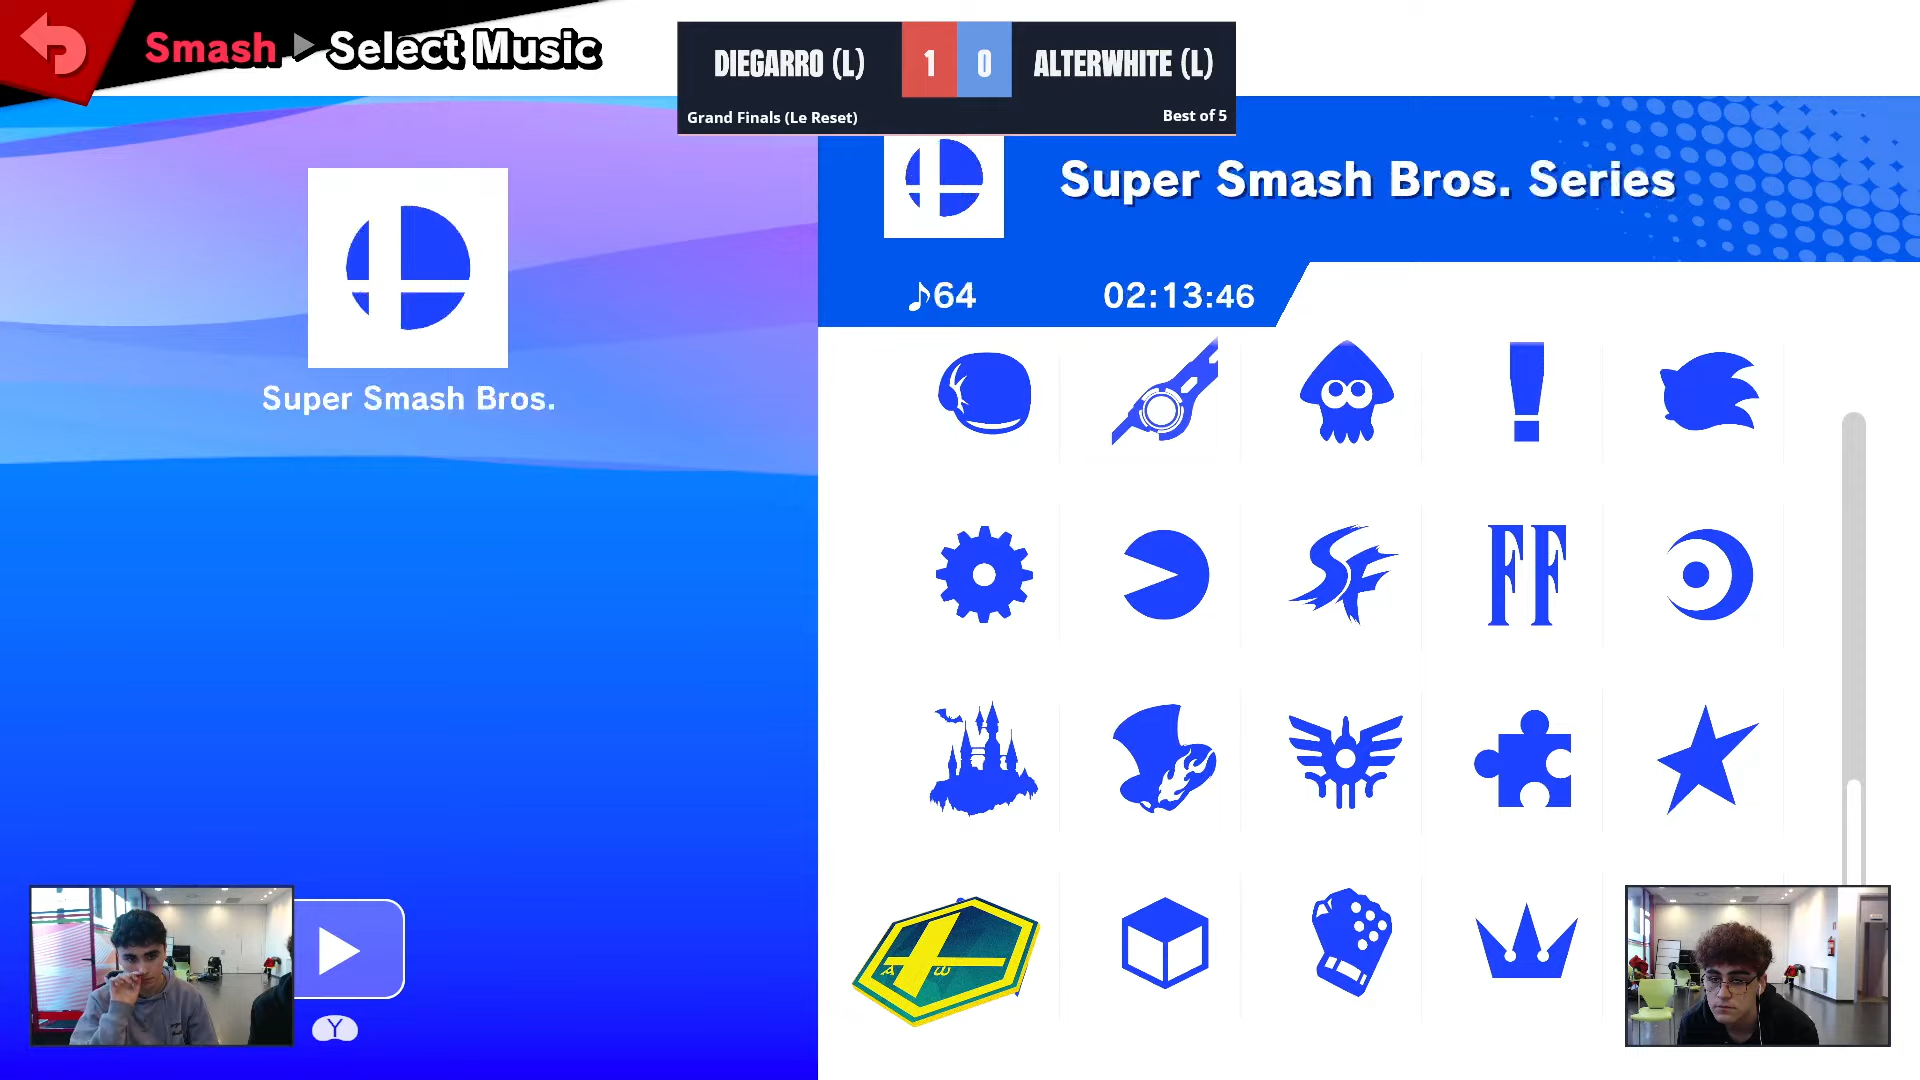 Smash ▶ Select Music
DIEGARRO (L) 1 0 ALTERWHITE (L)
Grand Finals (Le Reset) Best of 5
Super Smash Bros. Series
♪64 02:13:46
Super Smash Bros.
SF
FF
A W
Y